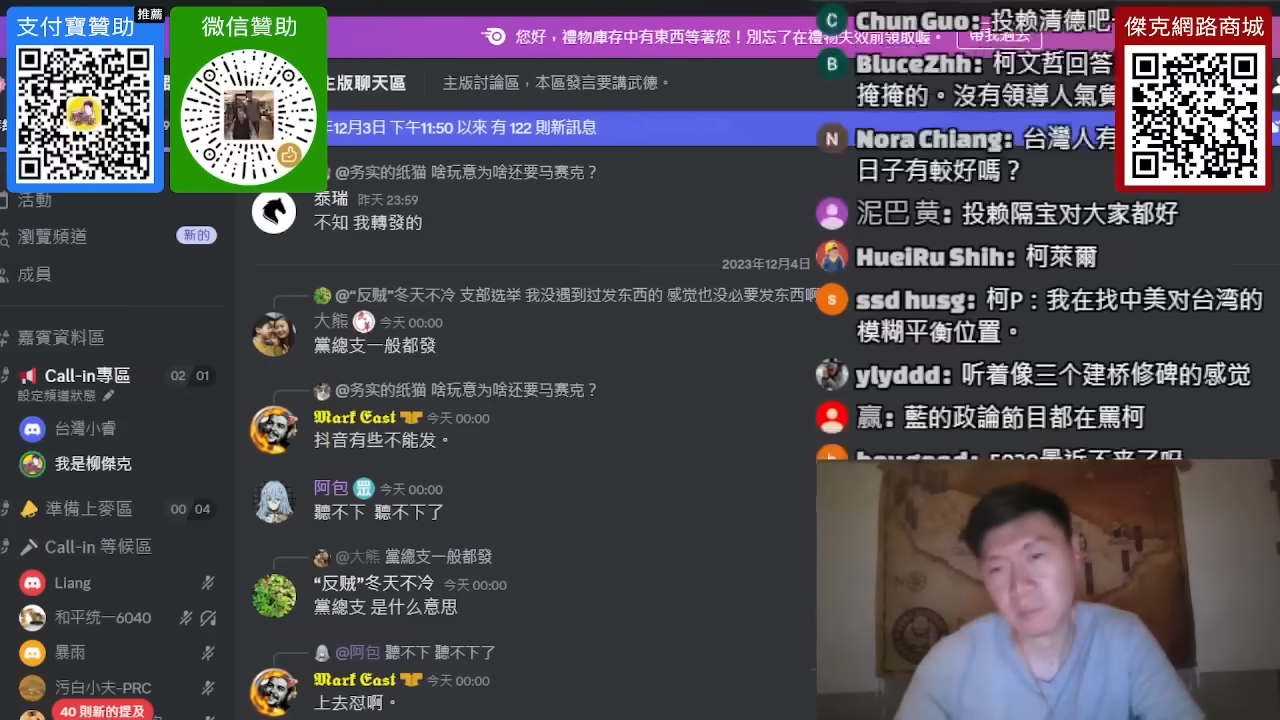 支付寶贊助
推薦
微信贊助
您好，禮物庫存中有東西等著您！別忘了在禮物失效前領取喔。
帶我過去
傑克網路商城
主版聊天區
主版討論區，本區發言要講武德。
12月3日 下午11:50 以來 有 122 則新訊息
活動
瀏覽頻道
新的
成員
嘉賓資料區
Call-in專區
02 01
設定頻道狀態
台灣小睿
我是柳傑克
準備上麥區
00 04
Call-in 等候區
Liang
和平统一6040
暴雨
污白小夫-PRC
40 則新的提及
@务实的纸猫 啥玩意为啥还要马赛克？
泰瑞 昨天 23:59
不知 我轉發的
2023年12月4日
@“反贼”冬天不冷 支部选举 我没遇到过发东西的 感觉也没必要发东西啊
大熊 今天 00:00
黨總支一般都發
@务实的纸猫 啥玩意为啥还要马赛克？
Mark East 今天 00:00
抖音有些不能发。
阿包 眾 今天 00:00
聽不下 聽不下了
@大熊 黨總支一般都發
“反贼”冬天不冷 今天 00:00
黨總支 是什么意思
@阿包 聽不下 聽不下了
Mark East 今天 00:00
上去怼啊。
Chun Guo: 投赖清德吧
BluceZhh: 柯文哲回答
掩掩的。沒有領導人氣質
Nora Chiang: 台灣人有
日子有較好嗎？
泥巴 黄: 投赖隔宝对大家都好
HueiRu Shih: 柯萊爾
ssd husg: 柯P：我在找中美对台湾的
模糊平衡位置。
ylyddd: 听着像三个建桥修碑的感觉
赢: 藍的政論節目都在罵柯